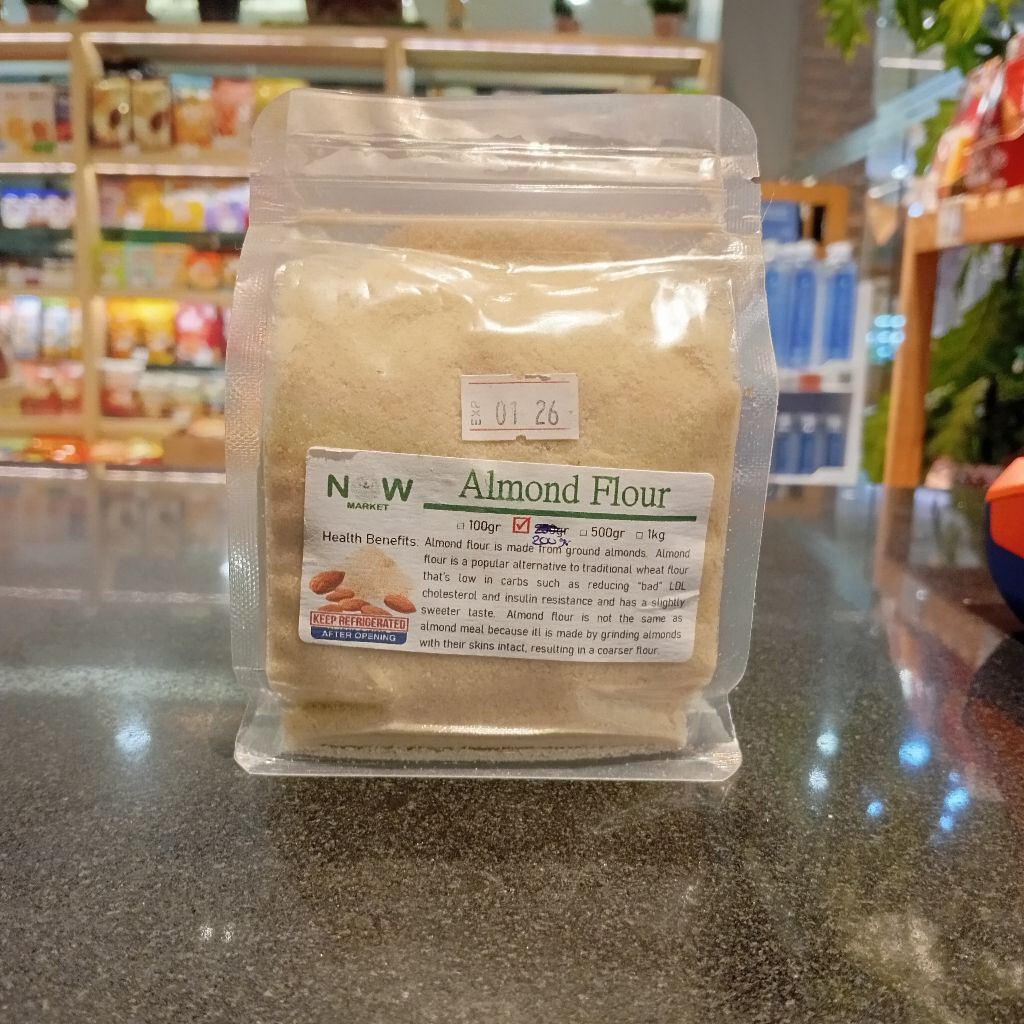 EXP 01 26
NOW
MARKET
Almond Flour
100gr 200gr 500gr 1kg
Health Benefits: Almond flour is made from ground almonds. Almond
flour is a popular alternative to traditional wheat flour
that's low in carbs such as reducing "bad" LDL
cholesterol and insulin resistance and has a slightly
sweeter taste. Almond flour is not the same as
almond meal because itl is made by grinding almonds
with their skins intact, resulting in a coarser flour.
KEEP REFRIGERATED
AFTER OPENING